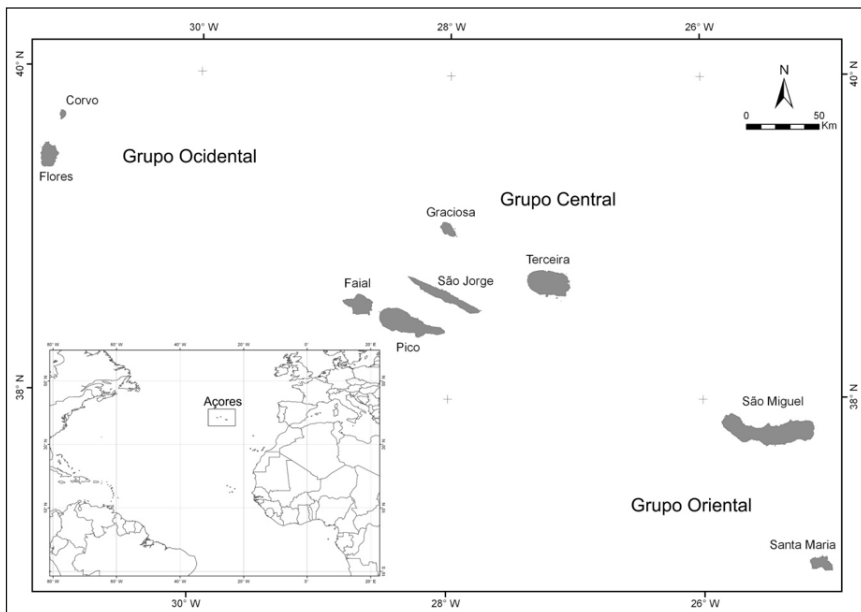 30° W
28° W
26° W
40° N
40° N
Corvo
Flores
Grupo Ocidental
N
0
50
Km
Graciosa
Grupo Central
Terceira
Faial
São Jorge
Pico
38° N
38° N
São Miguel
Açores
Grupo Oriental
Santa Maria
30° W
28° W
26° W